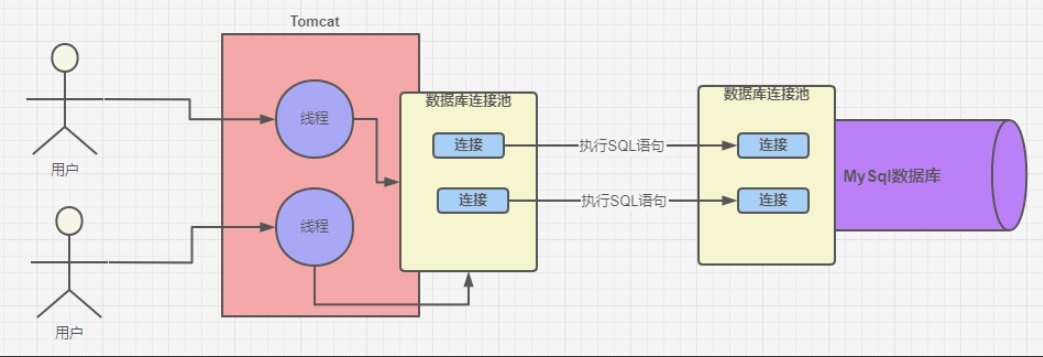 Tomcat
用户
线程
数据库连接池
连接
执行SQL语句
数据库连接池
连接
MySql数据库
连接
执行SQL语句
连接
线程
用户